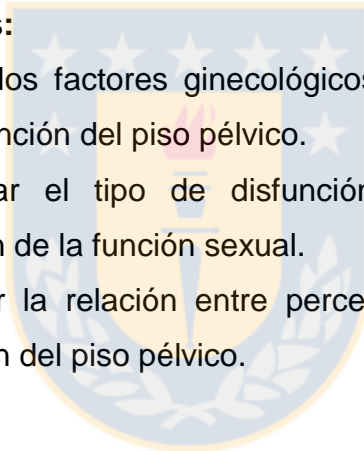 s:
los factores ginecológicos
nción del piso pélvico.
ar el tipo de disfunción
n de la función sexual.
r la relación entre perce
n del piso pélvico.